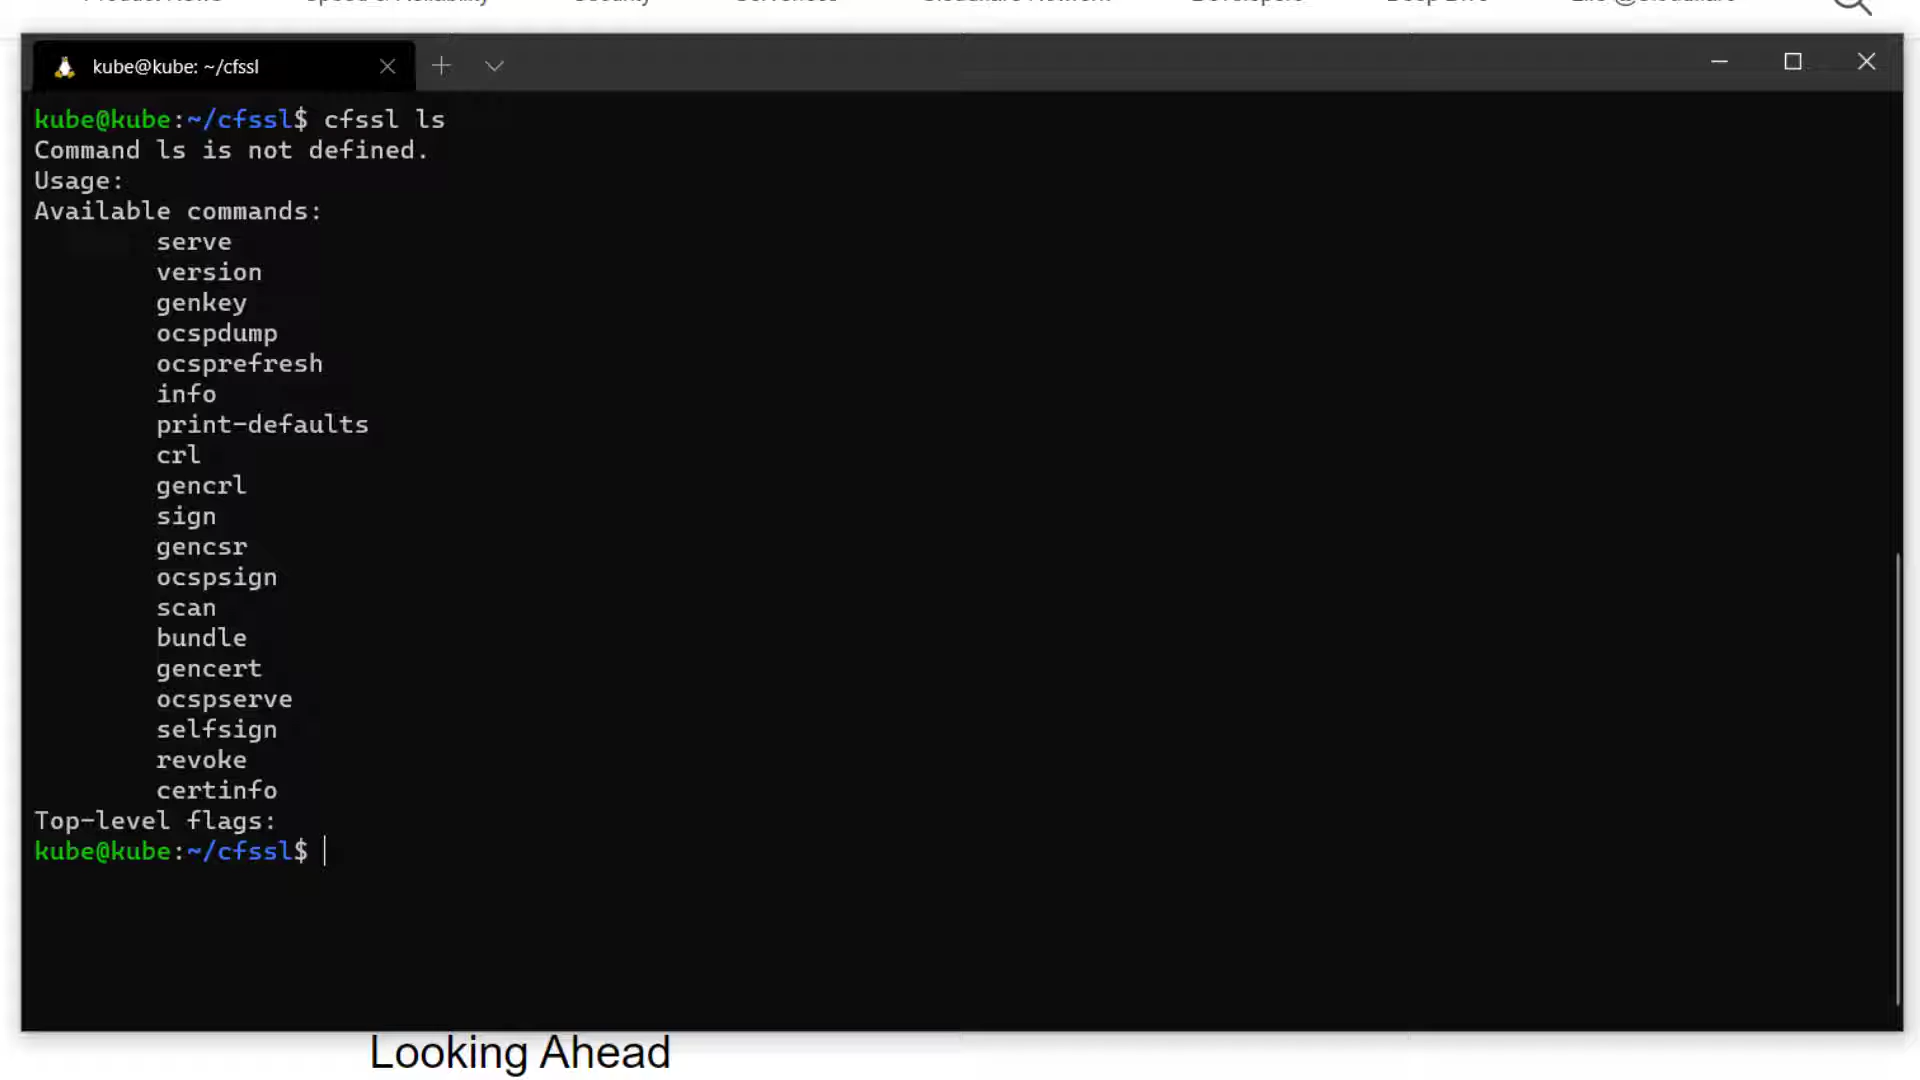 kube@kube: ~/cfssl
kube@kube:~/cfssl$ cfssl ls
Command ls is not defined.
Usage:
Available commands:
serve
version
genkey
ocspdump
ocsprefresh
info
print-defaults
crl
gencrl
sign
gencsr
ocspsign
scan
bundle
gencert
ocspserve
selfsign
revoke
certinfo
Top-level flags:
kube@kube:~/cfssl$
Looking Ahead